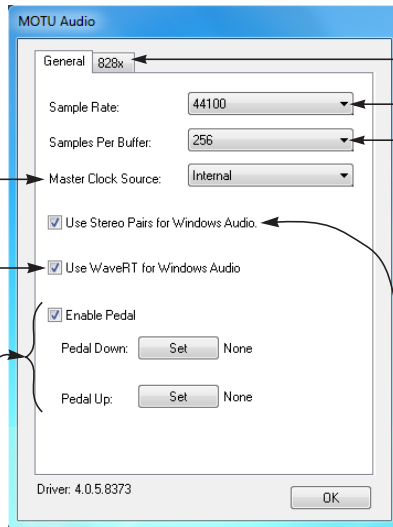 MOTU Audio
General 828x
Sample Rate: 44100
Samples Per Buffer: 256
Master Clock Source: Internal
Use Stereo Pairs for Windows Audio.
Use WaveRT for Windows Audio
Enable Pedal
Pedal Down: Set None
Pedal Up: Set None
Driver: 4.0.5.8373
OK